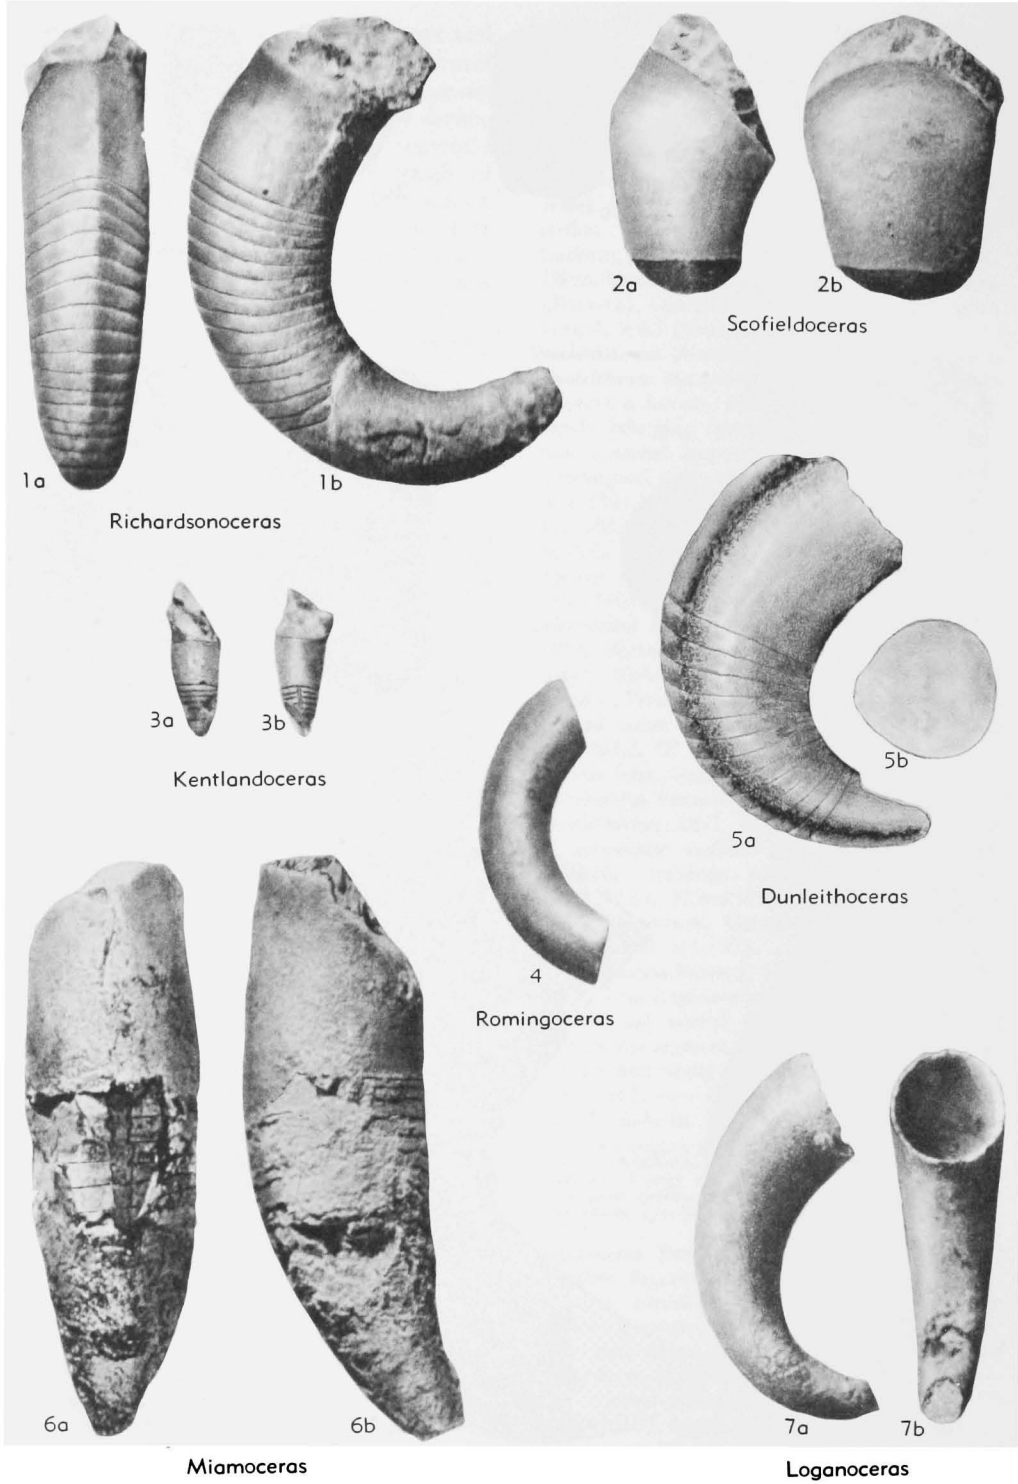 2a
2b
Scofieldoceras
1a
1b
Richardsonoceras
3a
3b
Kentlandoceras
5b
5a
Dunleithoceras
4
Romingoceras
6a
6b
7a
7b
Miamoceras
Loganoceras